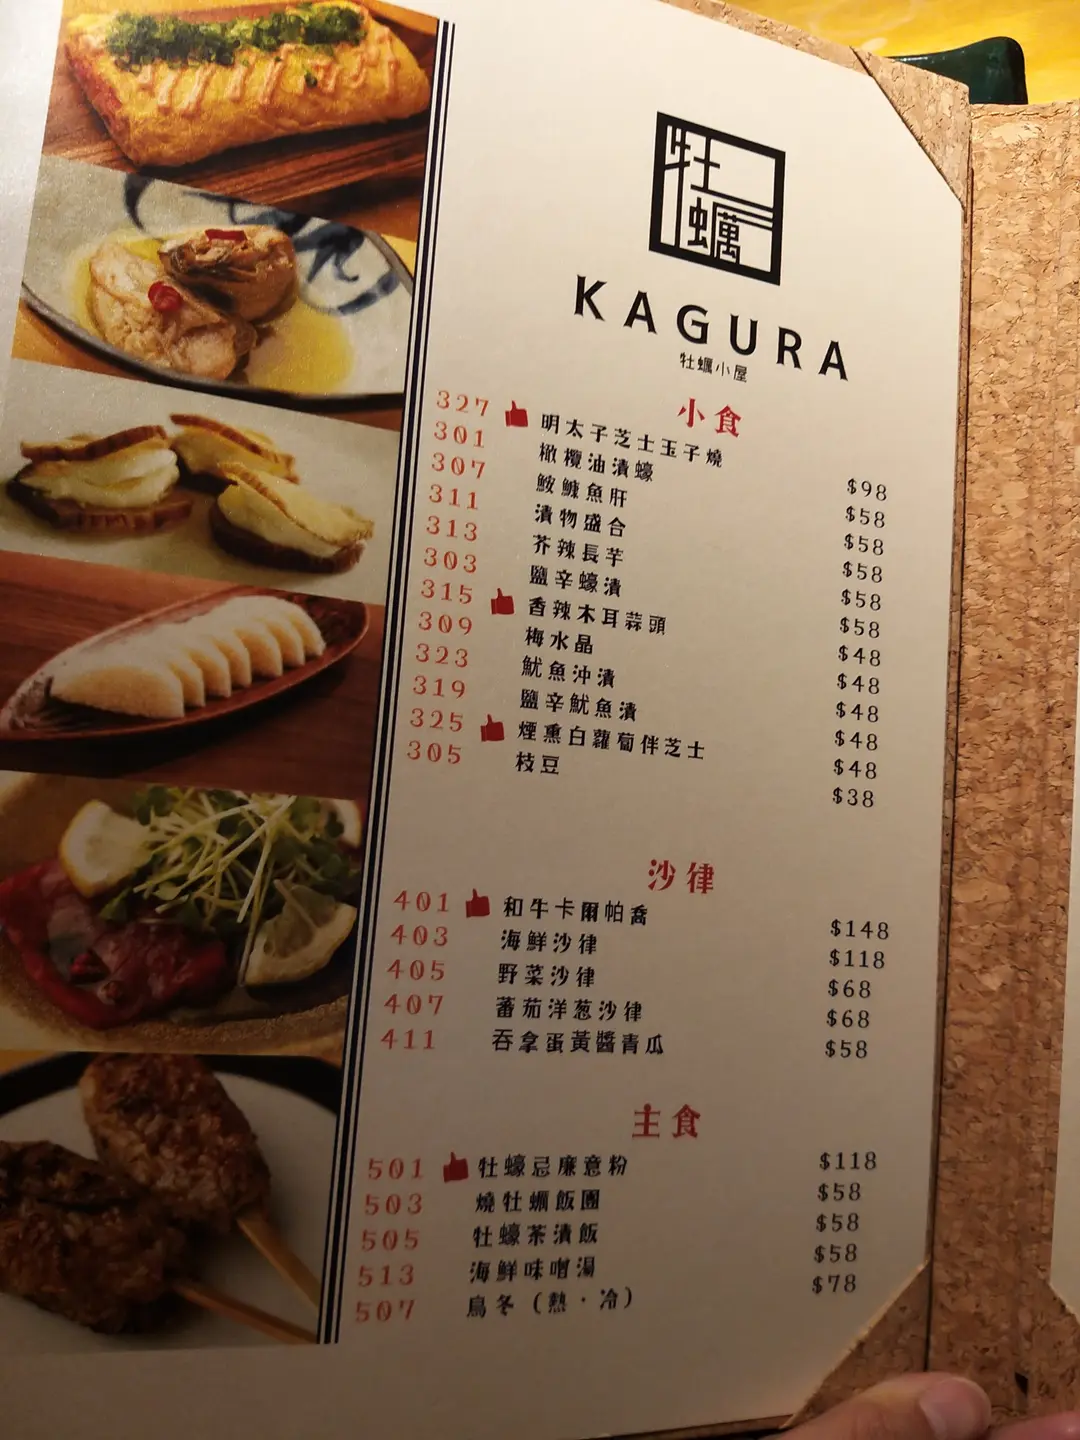 牡蠣
KAGURA
牡蠣小屋
小食
327 明太子芝士玉子燒 $98
301 橄欖油漬蠔 $58
307 鮟鱇魚肝 $58
311 漬物盛合 $58
313 芥辣長芋 $58
303 鹽辛蠔漬 $58
315 香辣木耳蒜頭 $48
309 梅水晶 $48
323 魷魚沖漬 $48
319 鹽辛魷魚漬 $48
325 煙熏白蘿蔔伴芝士 $48
305 枝豆 $38
沙律
401 和牛卡爾帕喬 $148
403 海鮮沙律 $118
405 野菜沙律 $68
407 蕃茄洋葱沙律 $68
411 吞拿蛋黃醬青瓜 $58
主食
501 牡蠔忌廉意粉 $118
503 燒牡蠣飯團 $58
505 牡蠔茶漬飯 $58
513 海鮮味噌湯 $58
507 烏冬（熱．冷） $78